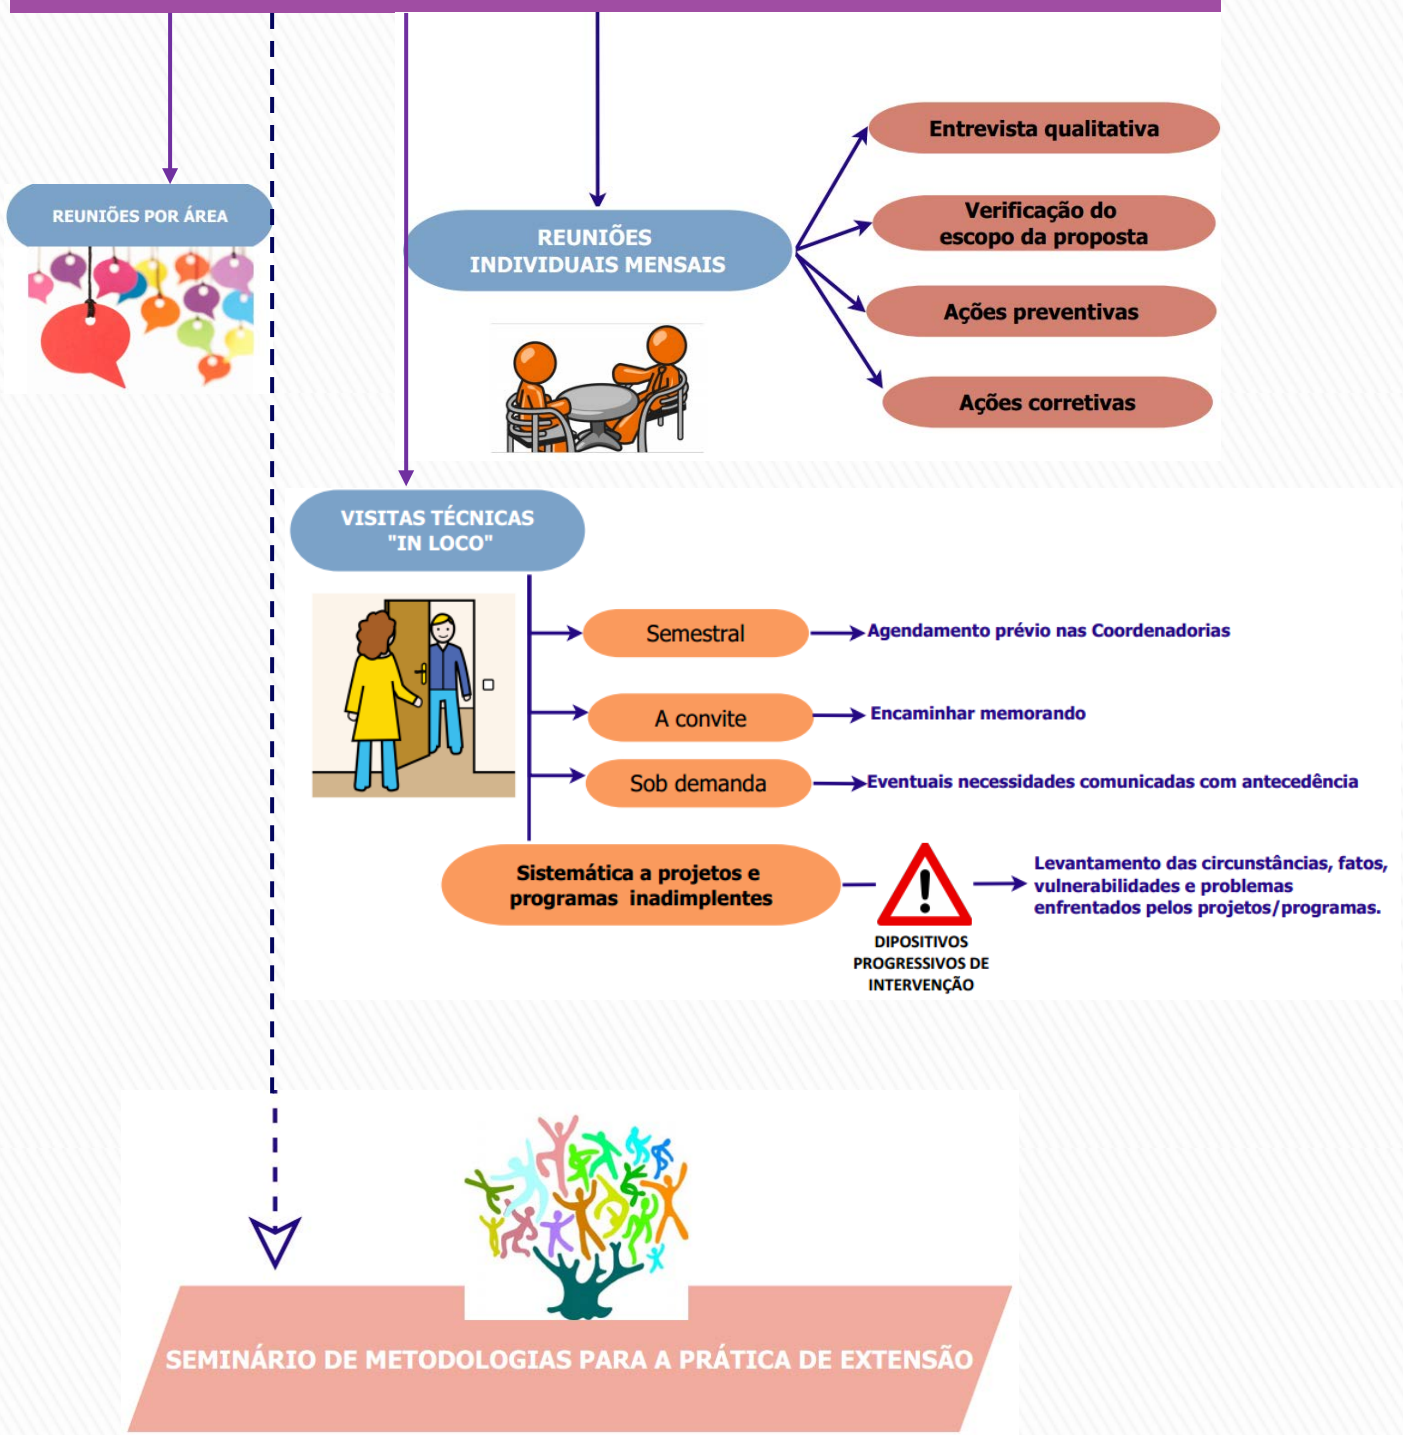 REUNIÕES POR ÁREA
REUNIÕES
INDIVIDUAIS MENSAIS
Entrevista qualitativa
Verificação do
escopo da proposta
Ações preventivas
Ações corretivas
VISITAS TÉCNICAS
"IN LOCO"
Semestral
Agendamento prévio nas Coordenadorias
A convite
Encaminhar memorando
Sob demanda
Eventuais necessidades comunicadas com antecedência
Sistemática a projetos e
programas inadimplentes
DIPOSITIVOS
PROGRESSIVOS DE
INTERVENÇÃO
Levantamento das circunstâncias, fatos,
vulnerabilidades e problemas
enfrentados pelos projetos/programas.
SEMINÁRIO DE METODOLOGIAS PARA A PRÁTICA DE EXTENSÃO